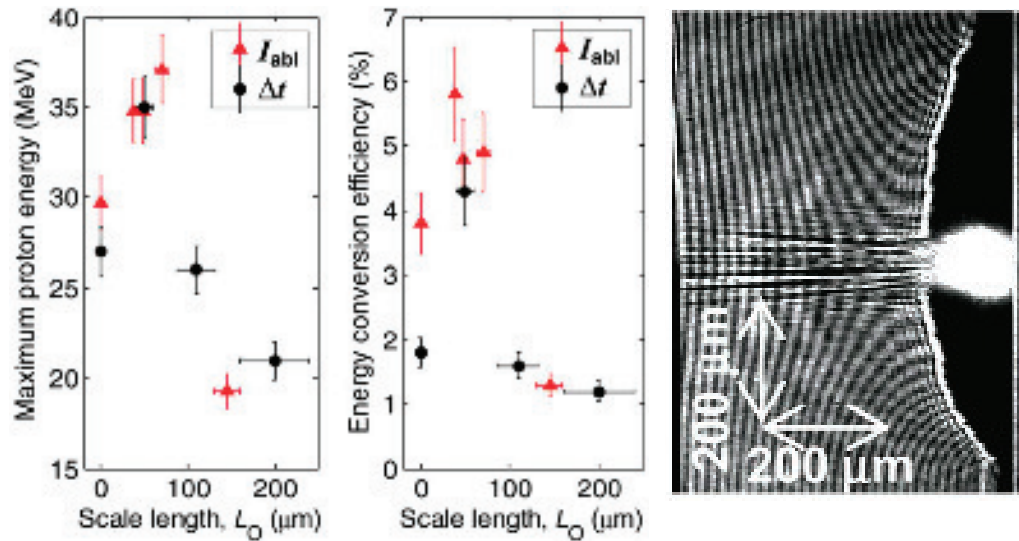 Maximum proton energy (MeV)
40
35
30
25
20
15
I_abl
Δt
0
100
200
Scale length, L_O (μm)
Energy conversion efficiency (%)
7
6
5
4
3
2
1
0
I_abl
Δt
0
100
200
Scale length, L_O (μm)
200 μm
200 μm